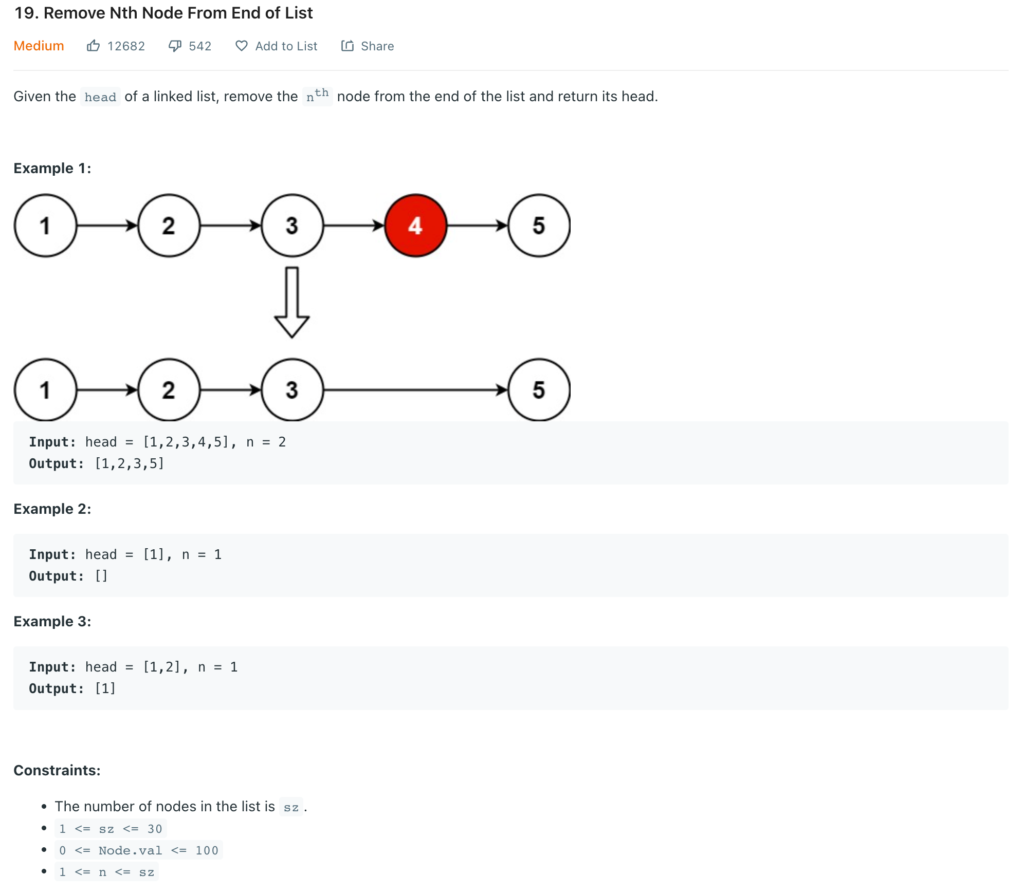 19. Remove Nth Node From End of List
Medium 12682 542 Add to List Share
Given the head of a linked list, remove the nth node from the end of the list and return its head.
Example 1:
1 2 3 4 5
1 2 3 5
Input: head = [1,2,3,4,5], n = 2
Output: [1,2,3,5]
Example 2:
Input: head = [1], n = 1
Output: []
Example 3:
Input: head = [1,2], n = 1
Output: [1]
Constraints:
• The number of nodes in the list is sz.
• 1 <= sz <= 30
• 0 <= Node.val <= 100
• 1 <= n <= sz